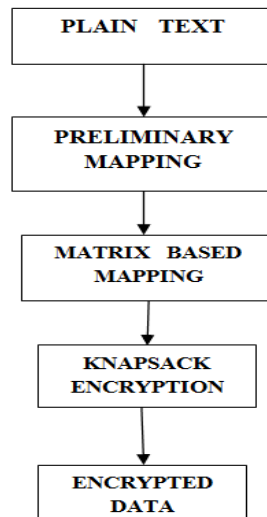 PLAIN TEXT
PRELIMINARY
MAPPING
MATRIX BASED
MAPPING
KNAPSACK
ENCRYPTION
ENCRYPTED
DATA